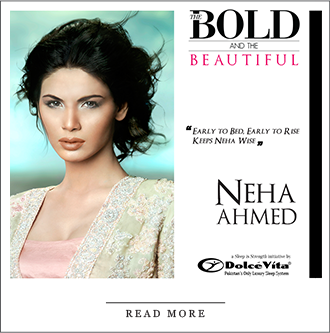 THE
BOLD
AND THE
BEAUTIFUL
"EARLY TO BED, EARLY TO RISE
KEEPS NEHA WISE"
NEHA
AHMED
a Sleep is Strength initiative by
DolceVita®
Pakistan's Only Luxury Sleep System
READ MORE